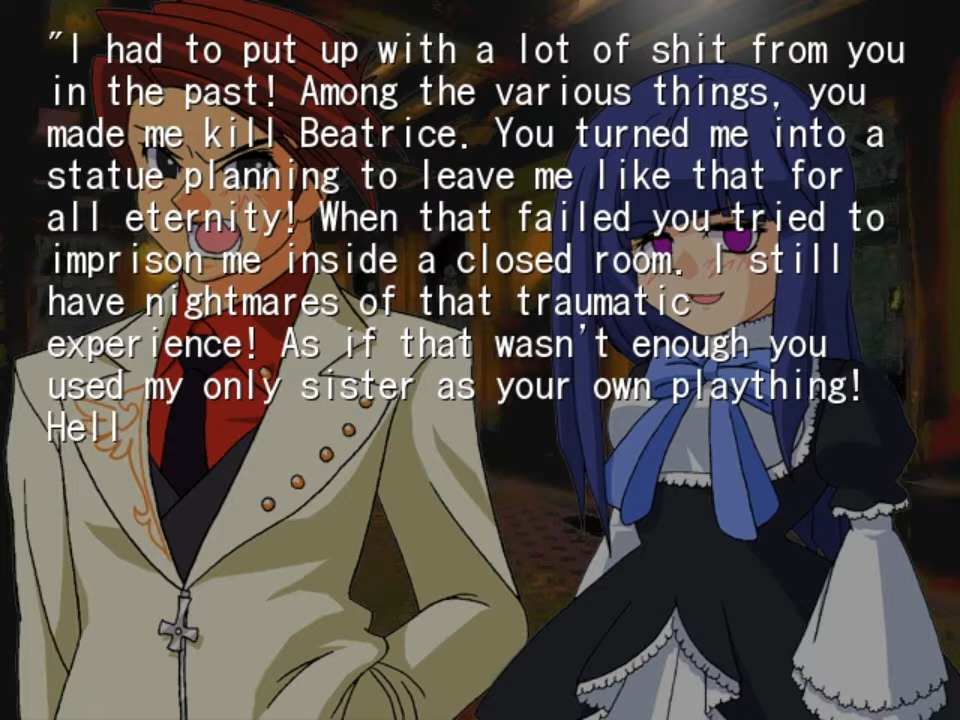 "I had to put up with a lot of shit from you
in the past! Among the various things, you
made me kill Beatrice. You turned me into a
statue planning to leave me like that for
all eternity! When that failed you tried to
imprison me inside a closed room. I still
have nightmares of that traumatic
experience! As if that wasn't enough you
used my only sister as your own plaything!
Hell